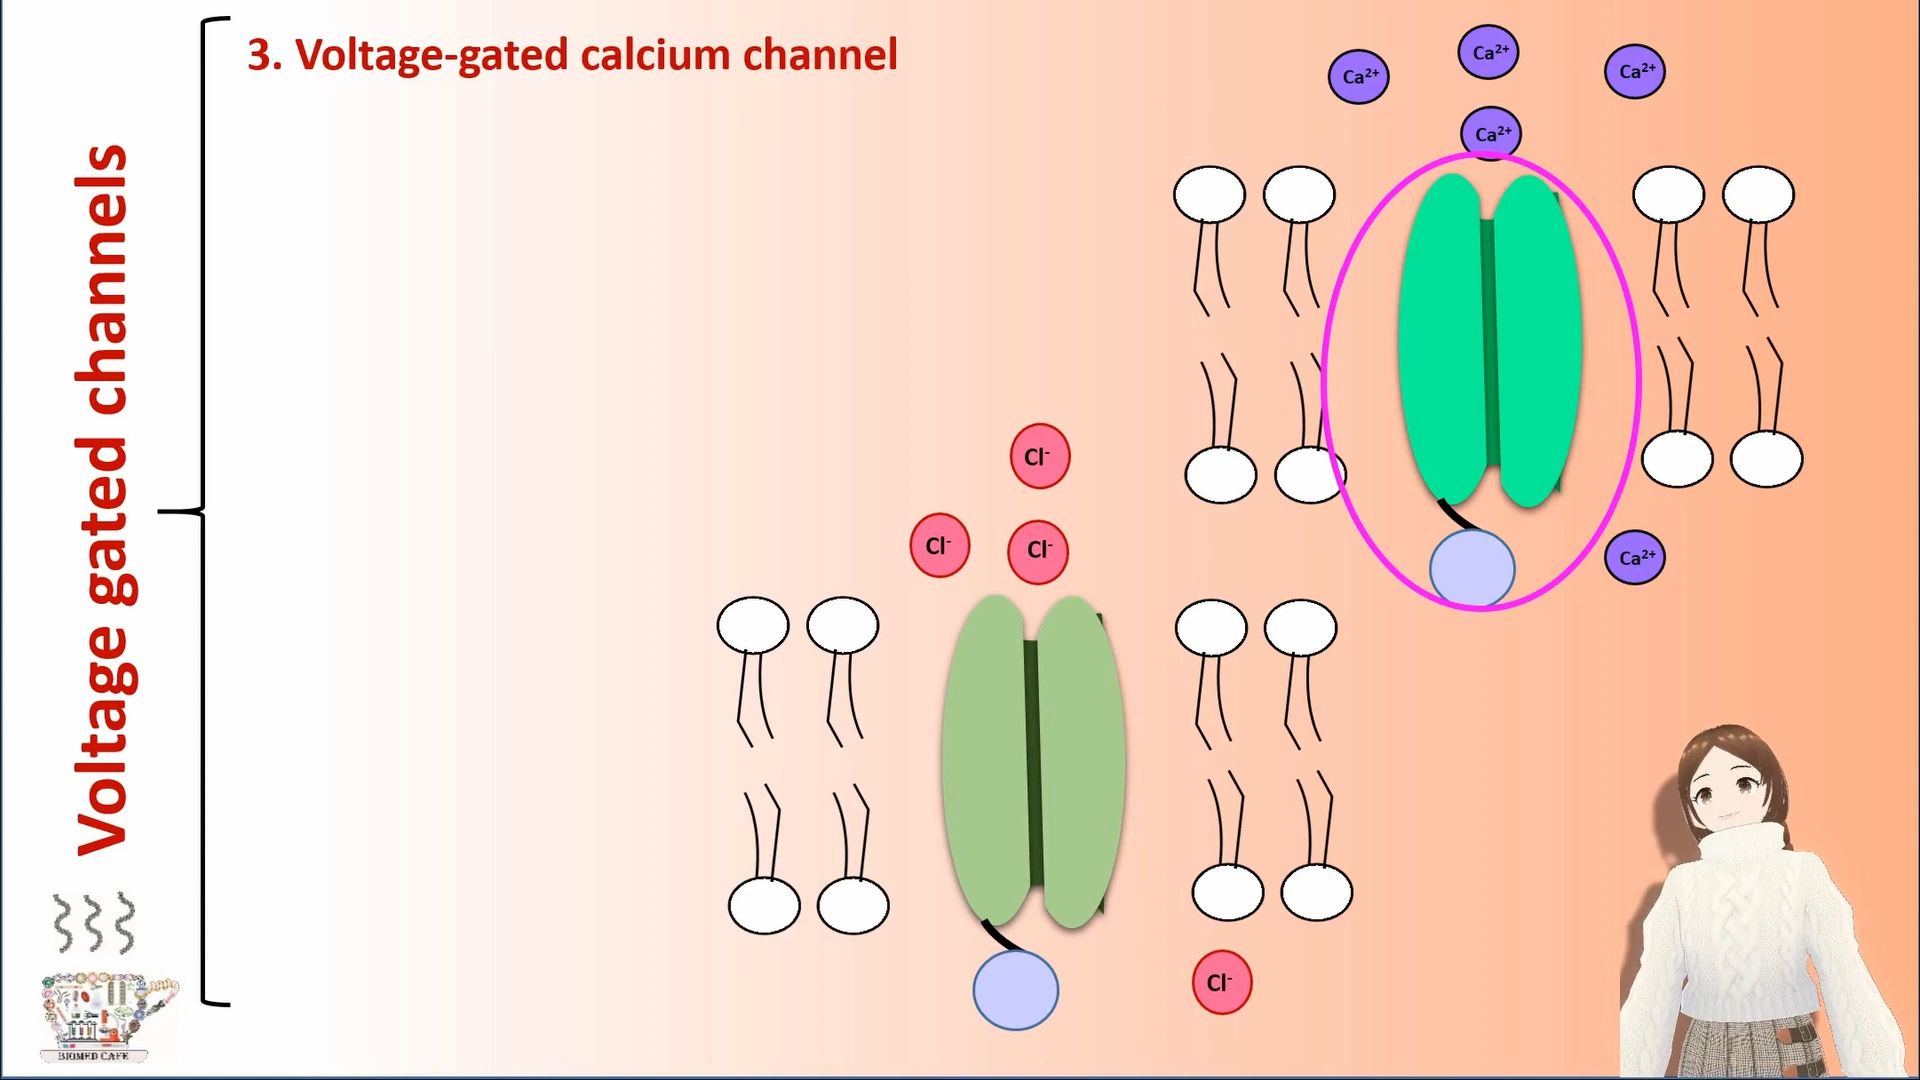 Voltage gated channels
3. Voltage-gated calcium channel
Ca²⁺
Ca²⁺
Ca²⁺
Ca²⁺
Ca²⁺
Cl⁻
Cl⁻
Cl⁻
Cl⁻
BIOMED CAFE